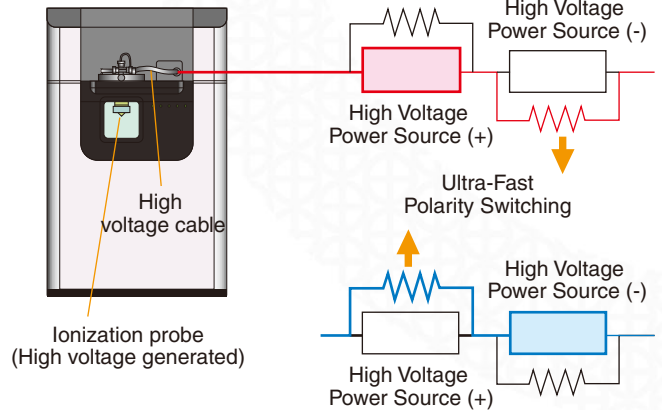 High Voltage
Power Source (-)
High Voltage
Power Source (+)
Ultra-Fast
Polarity Switching
High
voltage cable
High Voltage
Power Source (-)
Ionization probe
(High voltage generated)
High Voltage
Power Source (+)